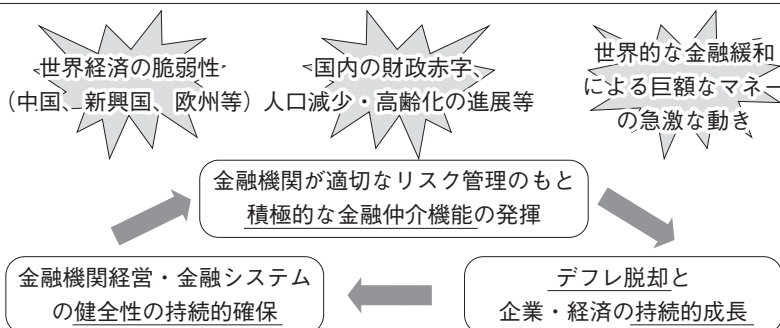 世界経済の脆弱性
（中国、新興国、欧州等）
国内の財政赤字、
人口減少・高齢化の進展等
世界的な金融緩和
による巨額なマネー
の急激な動き
金融機関が適切なリスク管理のもと
積極的な金融仲介機能の発揮
金融機関経営・金融システム
の健全性の持続的確保
デフレ脱却と
企業・経済の持続的成長